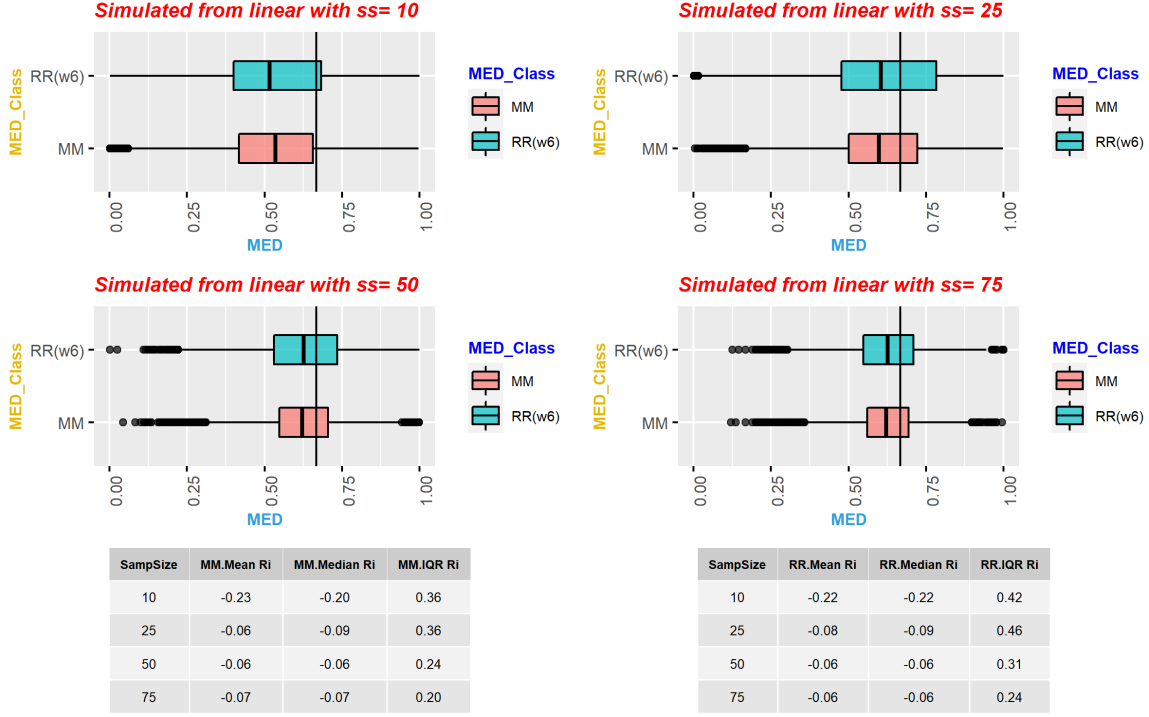 Simulated from linear with ss= 10
MED_Class
RR(w6)
MM
0.00
0.25
0.50
0.75
1.00
MED
MED_Class
MM
RR(w6)
Simulated from linear with ss= 25
MED_Class
RR(w6)
MM
0.00
0.25
0.50
0.75
1.00
MED
MED_Class
MM
RR(w6)
Simulated from linear with ss= 50
MED_Class
RR(w6)
MM
0.00
0.25
0.50
0.75
1.00
MED
MED_Class
MM
RR(w6)
Simulated from linear with ss= 75
MED_Class
RR(w6)
MM
0.00
0.25
0.50
0.75
1.00
MED
MED_Class
MM
RR(w6)
SampSize MM.Mean Ri MM.Median Ri MM.IQR Ri
10 -0.23 -0.20 0.36
25 -0.06 -0.09 0.36
50 -0.06 -0.06 0.24
75 -0.07 -0.07 0.20
SampSize RR.Mean Ri RR.Median Ri RR.IQR Ri
10 -0.22 -0.22 0.42
25 -0.08 -0.09 0.46
50 -0.06 -0.06 0.31
75 -0.06 -0.06 0.24